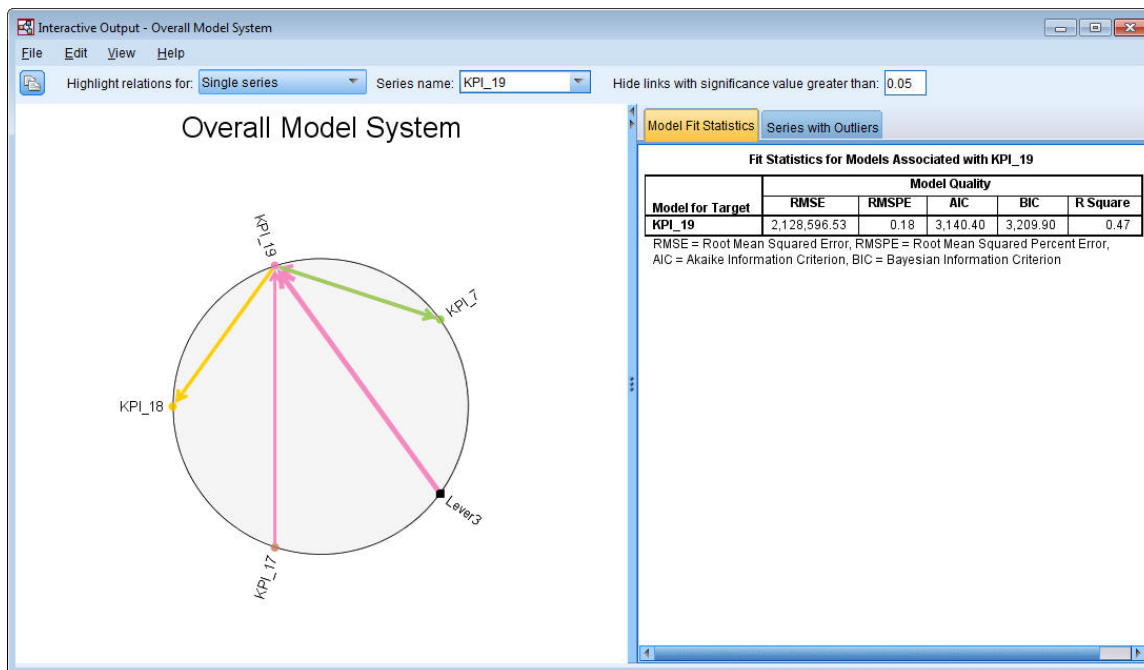 Interactive Output - Overall Model System
File Edit View Help
Highlight relations for: Single series Series name: KPI_19 Hide links with significance value greater than: 0.05
Overall Model System
KPI_19
KPI_7
KPI_18
Lever3
KPI_17
Model Fit Statistics Series with Outliers
Fit Statistics for Models Associated with KPI_19
Model Quality
Model for Target RMSE RMSPE AIC BIC R Square
KPI_19 2,128,596.53 0.18 3,140.40 3,209.90 0.47
RMSE = Root Mean Squared Error, RMSPE = Root Mean Squared Percent Error,
AIC = Akaike Information Criterion, BIC = Bayesian Information Criterion